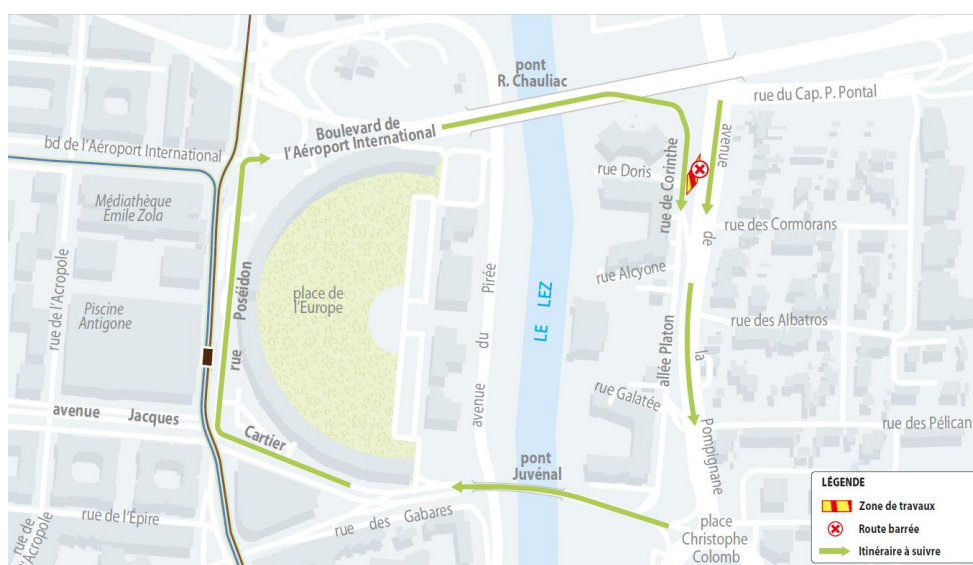 pont
R. Chauliac
rue du Cap. P. Pontal
Boulevard de
l'Aéroport International
bd de l'Aéroport International
avenue
de
la
Pompignane
rue Doris
rue de Corinthe
Médiathèque
Émile Zola
rue des Cormorans
rue de l'Acropole
rue Alcyone
Pirée
du
avenue
place de
l'Europe
LE LEZ
Poséidon
rue
Piscine
Antigone
rue des Albatros
allée Platon
rue Galatée
avenue Jacques
Cartier
rue des Pélican
pont
Juvénal
rue de l'Épire
rue de
l'Acropole
rue des Gabares
place
Christophe
Colomb
LÉGENDE
Zone de travaux
Route barrée
Itinéraire à suivre